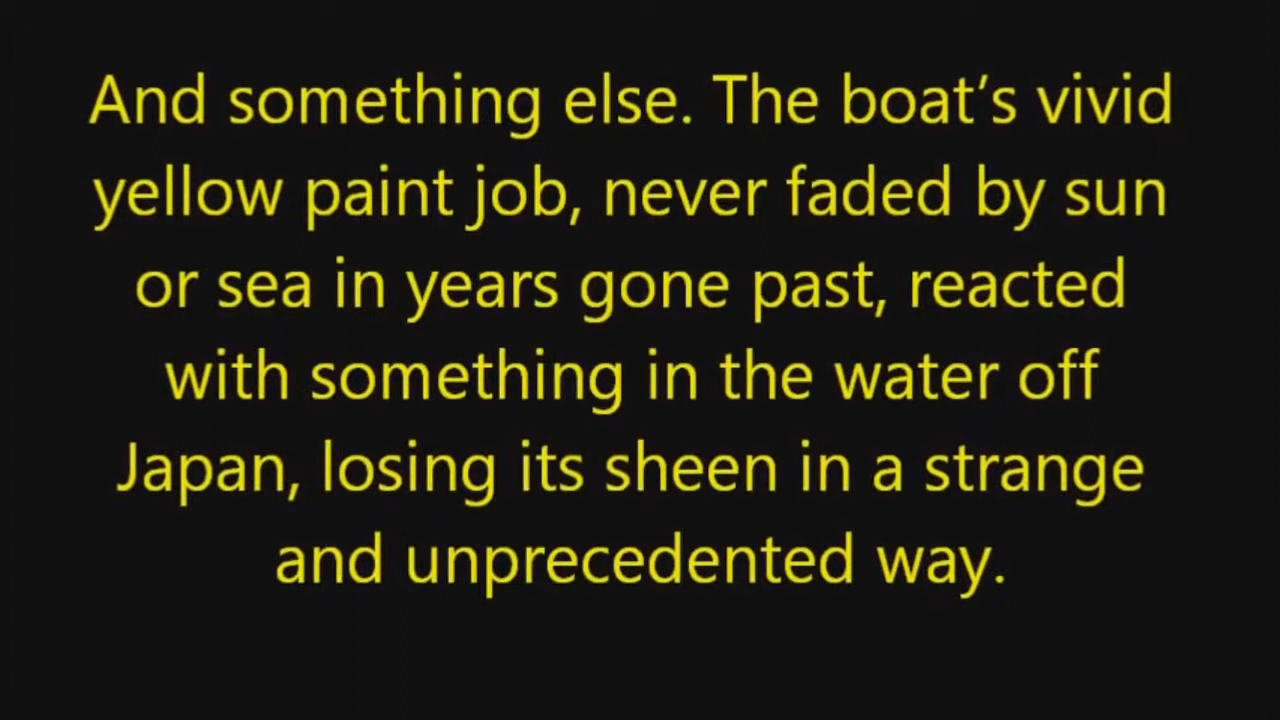 And something else. The boat’s vivid
yellow paint job, never faded by sun
or sea in years gone past, reacted
with something in the water off
Japan, losing its sheen in a strange
and unprecedented way.